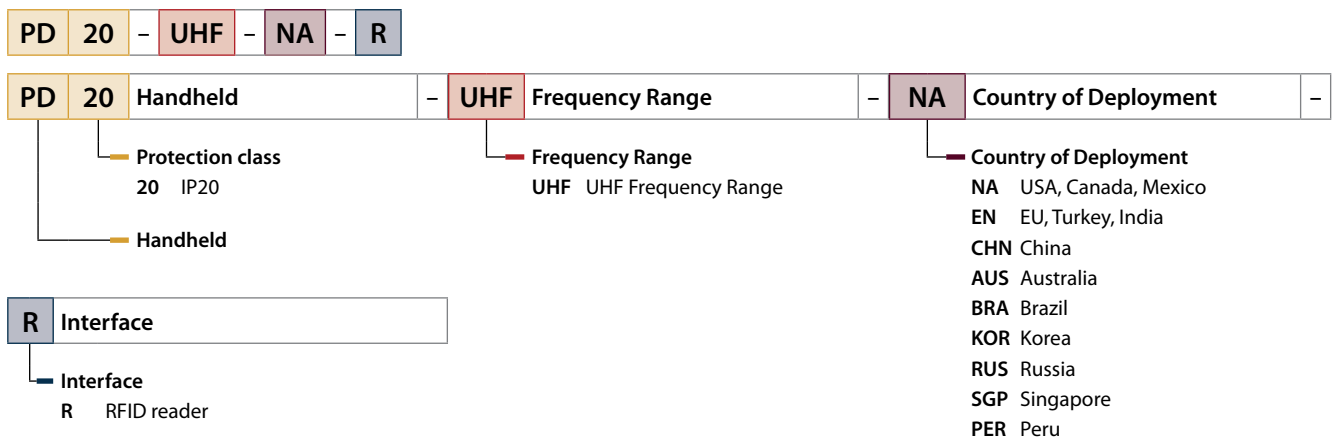 PD 20 – UHF – NA – R
PD 20 Handheld – UHF Frequency Range – NA Country of Deployment –
Protection class
20 IP20
Handheld
Frequency Range
UHF UHF Frequency Range
Country of Deployment
NA USA, Canada, Mexico
EN EU, Turkey, India
CHN China
AUS Australia
BRA Brazil
KOR Korea
RUS Russia
SGP Singapore
PER Peru
R Interface
Interface
R RFID reader